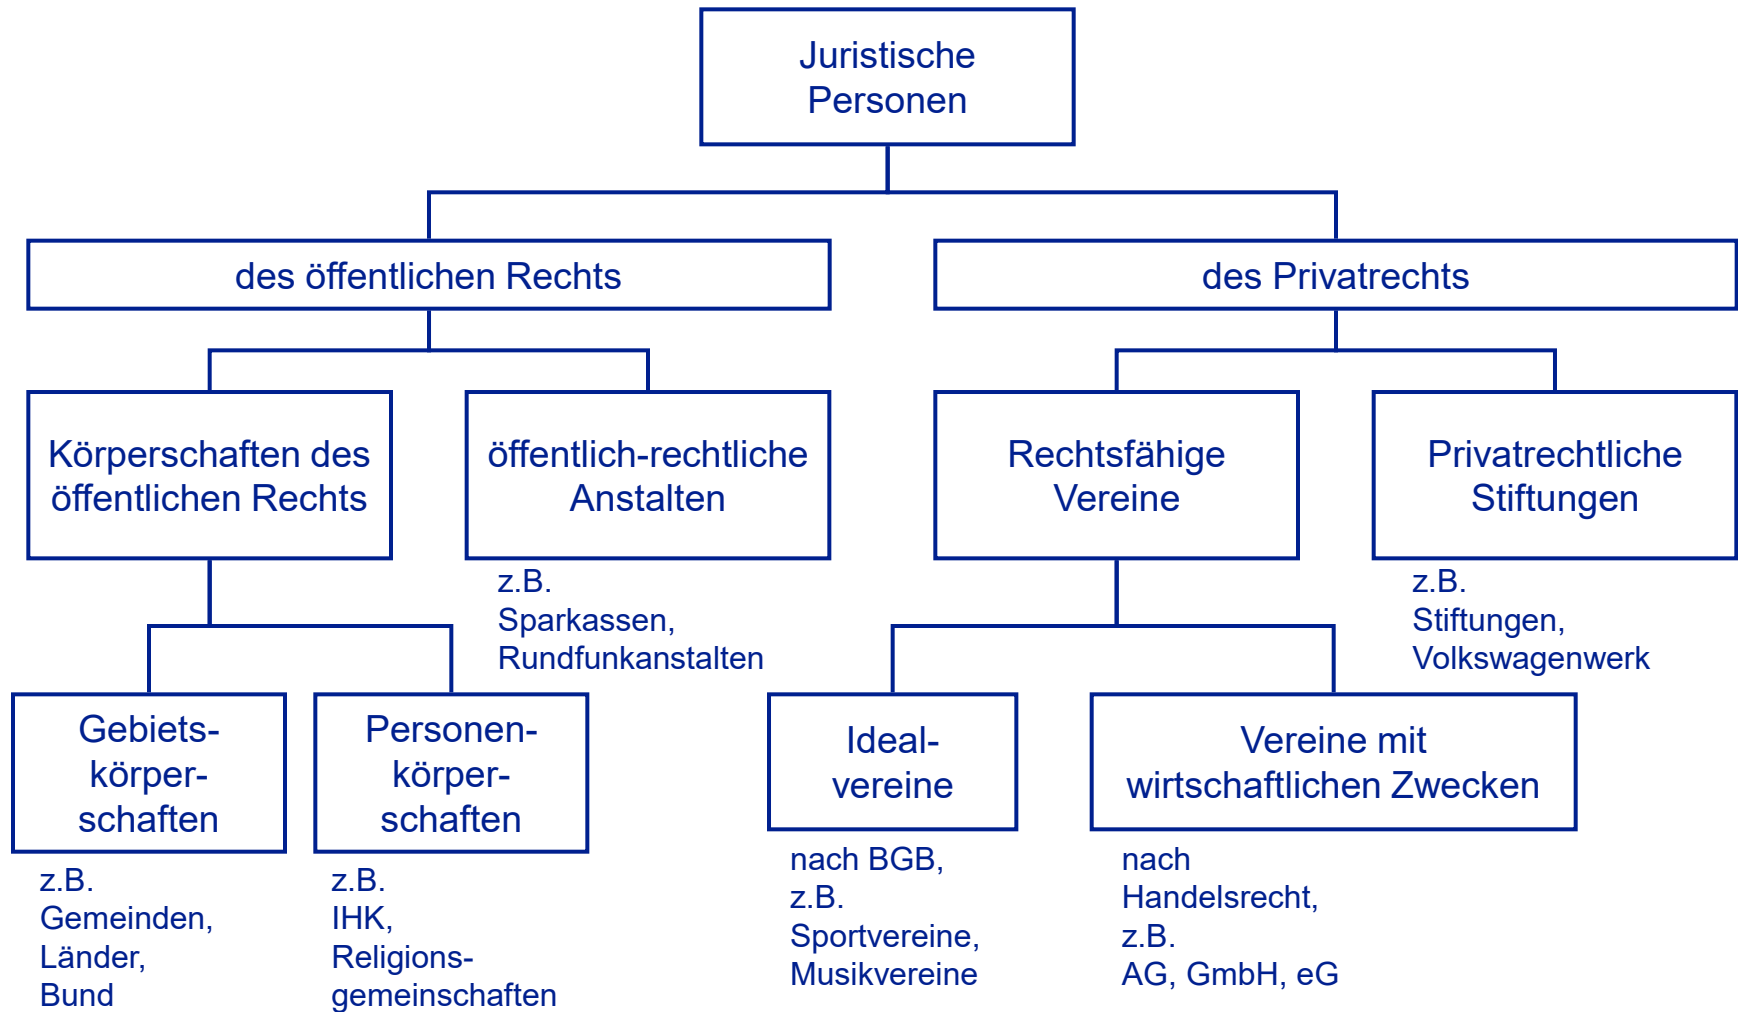 Juristische
Personen
des öffentlichen Rechts
des Privatrechts
Körperschaften des
öffentlichen Rechts
öffentlich-rechtliche
Anstalten
Rechtsfähige
Vereine
Privatrechtliche
Stiftungen
z.B.
Sparkassen,
Rundfunkanstalten
z.B.
Stiftungen,
Volkswagenwerk
Gebiets-
körper-
schaften
Personen-
körper-
schaften
Ideal-
vereine
Vereine mit
wirtschaftlichen Zwecken
z.B.
Gemeinden,
Länder,
Bund
z.B.
IHK,
Religions-
gemeinschaften
nach BGB,
z.B.
Sportvereine,
Musikvereine
nach
Handelsrecht,
z.B.
AG, GmbH, eG